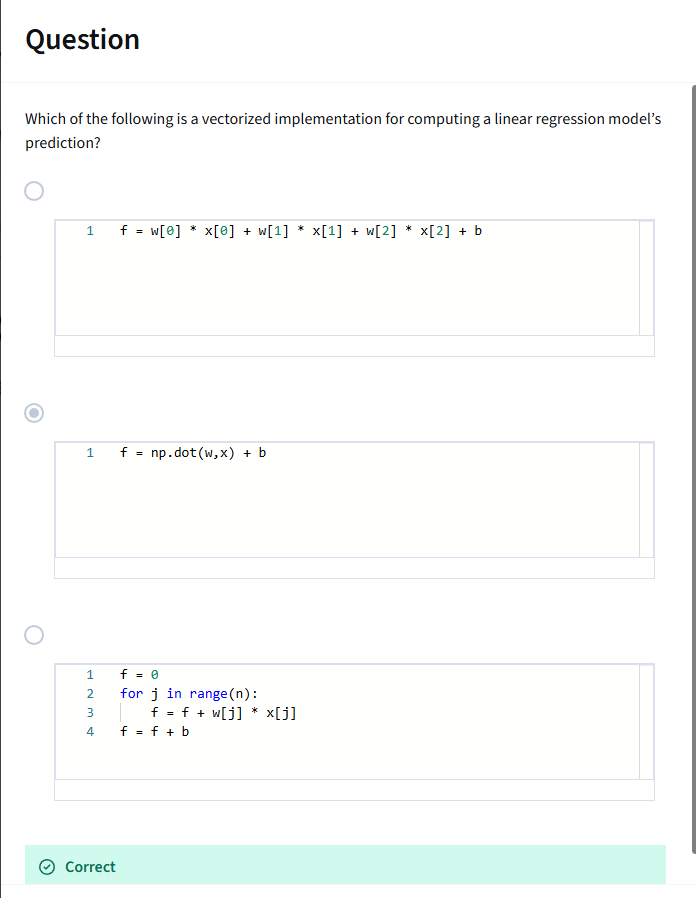 Question
Which of the following is a vectorized implementation for computing a linear regression model’s
prediction?
1 f = w[0] * x[0] + w[1] * x[1] + w[2] * x[2] + b
1 f = np.dot(w,x) + b
1 f = 0
2 for j in range(n):
3     f = f + w[j] * x[j]
4 f = f + b
Correct